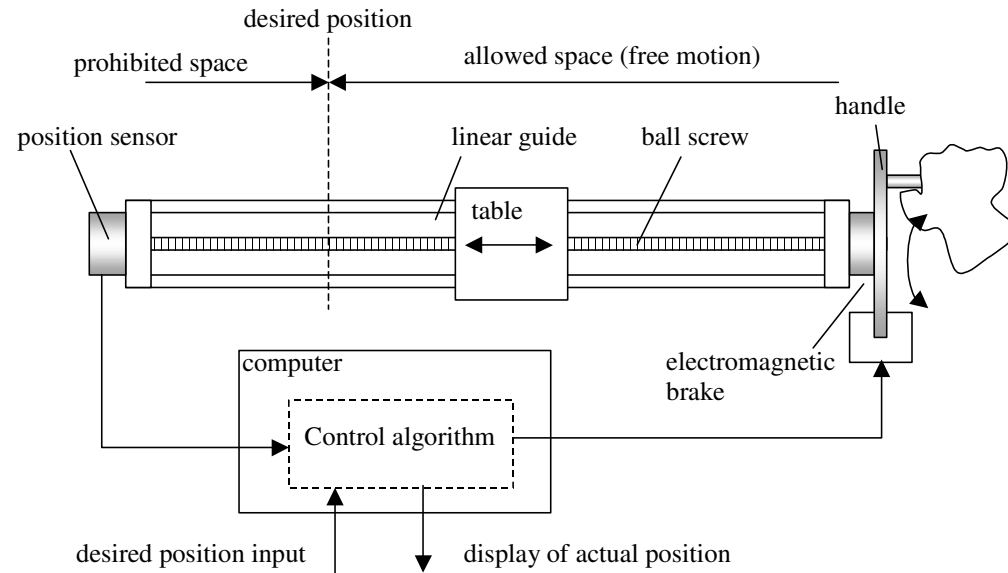 desired position
prohibited space
allowed space (free motion)
handle
position sensor
linear guide
ball screw
table
electromagnetic
brake
computer
Control algorithm
desired position input
display of actual position